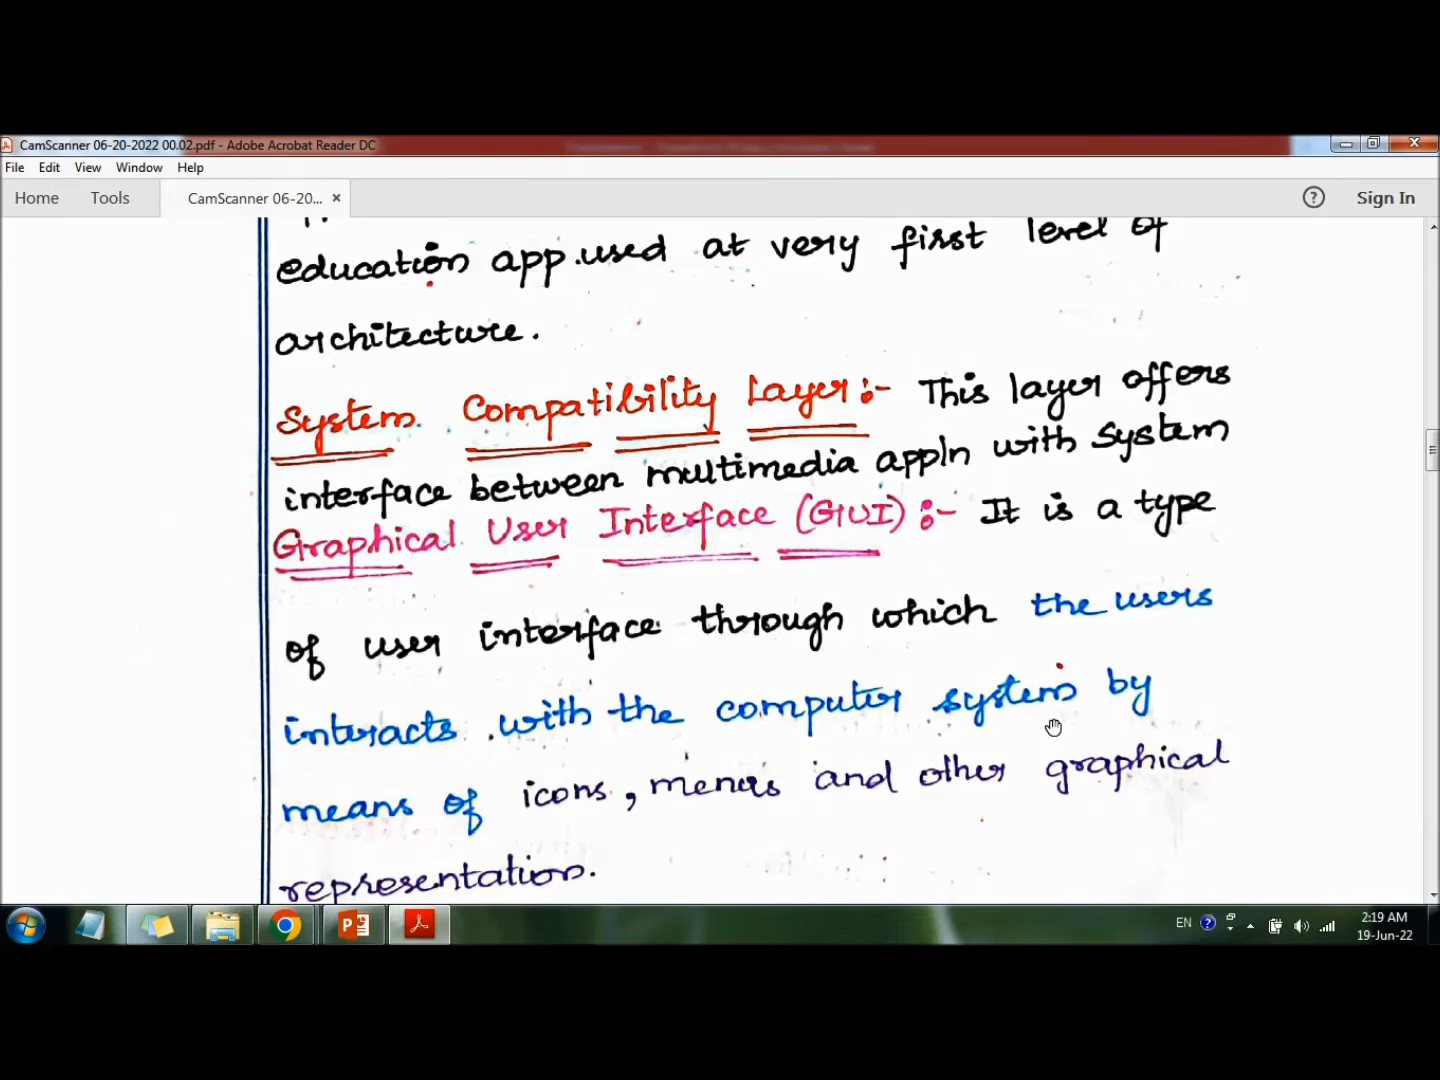 CamScanner 06-20-2022 00.02.pdf - Adobe Acrobat Reader DC
File Edit View Window Help
Home Tools CamScanner 06-20... × ? Sign In
education app.used at very first level of
architecture.
System Compatibility Layer:- This layer offers
interface between multimedia appln with system
Graphical User Interface (GUI):- It is a type
of user interface through which the users
interacts with the computer system by
means of icons, menus and other graphical
representation.
EN 2:19 AM
19-Jun-22